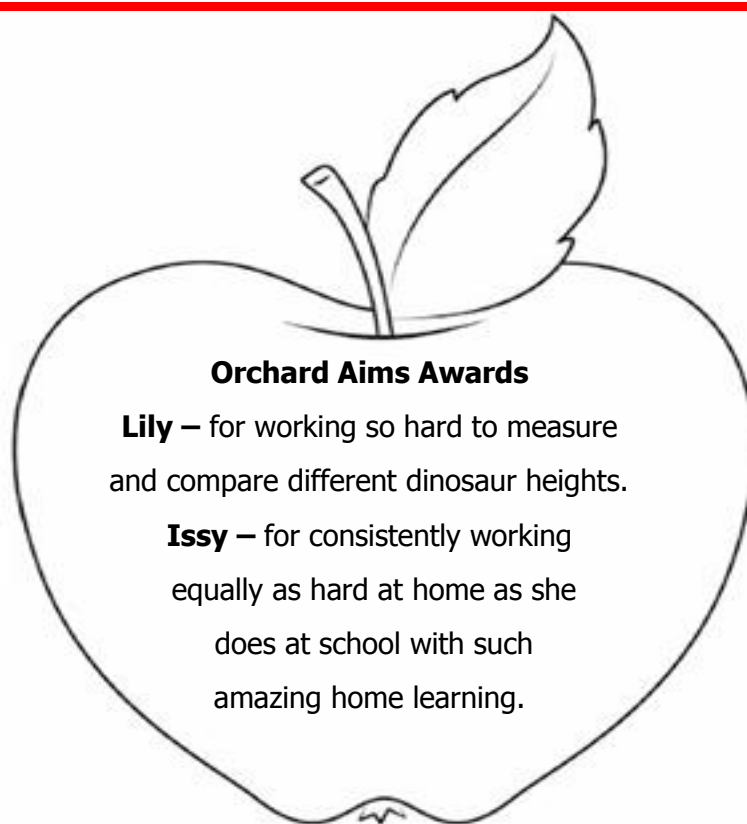 Orchard Aims Awards
Lily – for working so hard to measure
and compare different dinosaur heights.
Issy – for consistently working
equally as hard at home as she
does at school with such
amazing home learning.